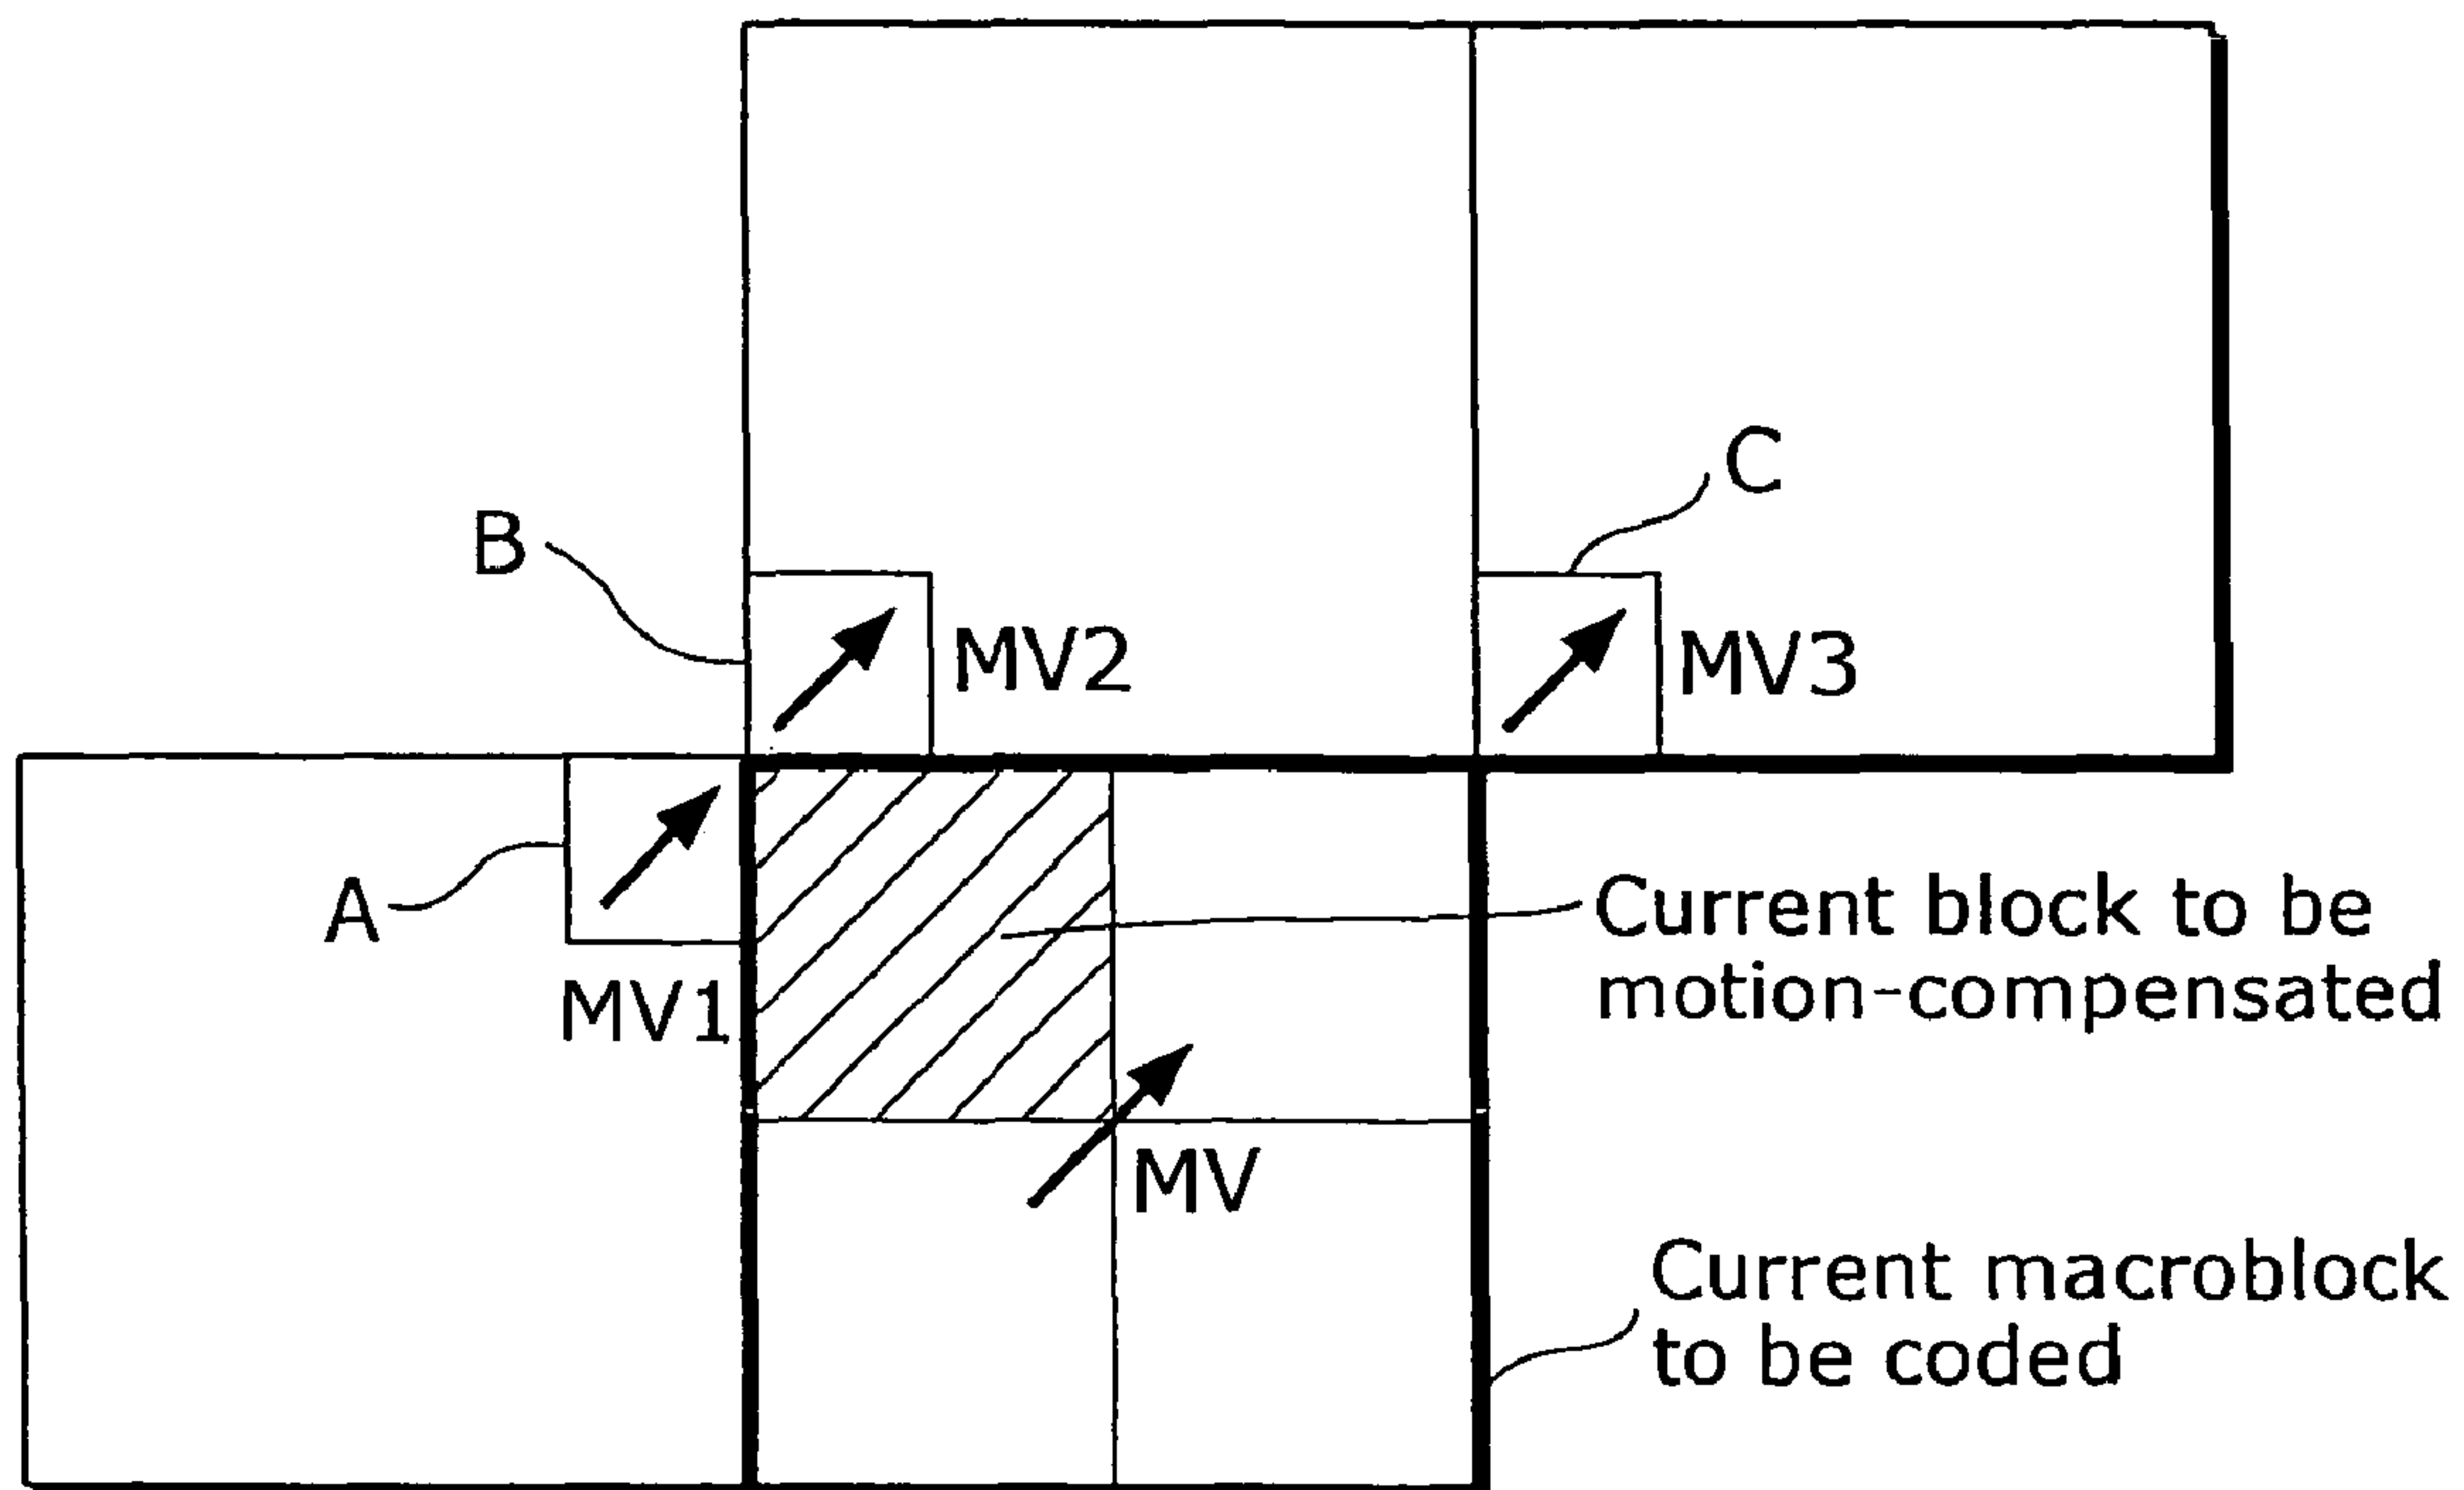 C
B
MV2
MV3
A
Current block to be
motion-compensated
MV1
MV
Current macroblock
to be coded